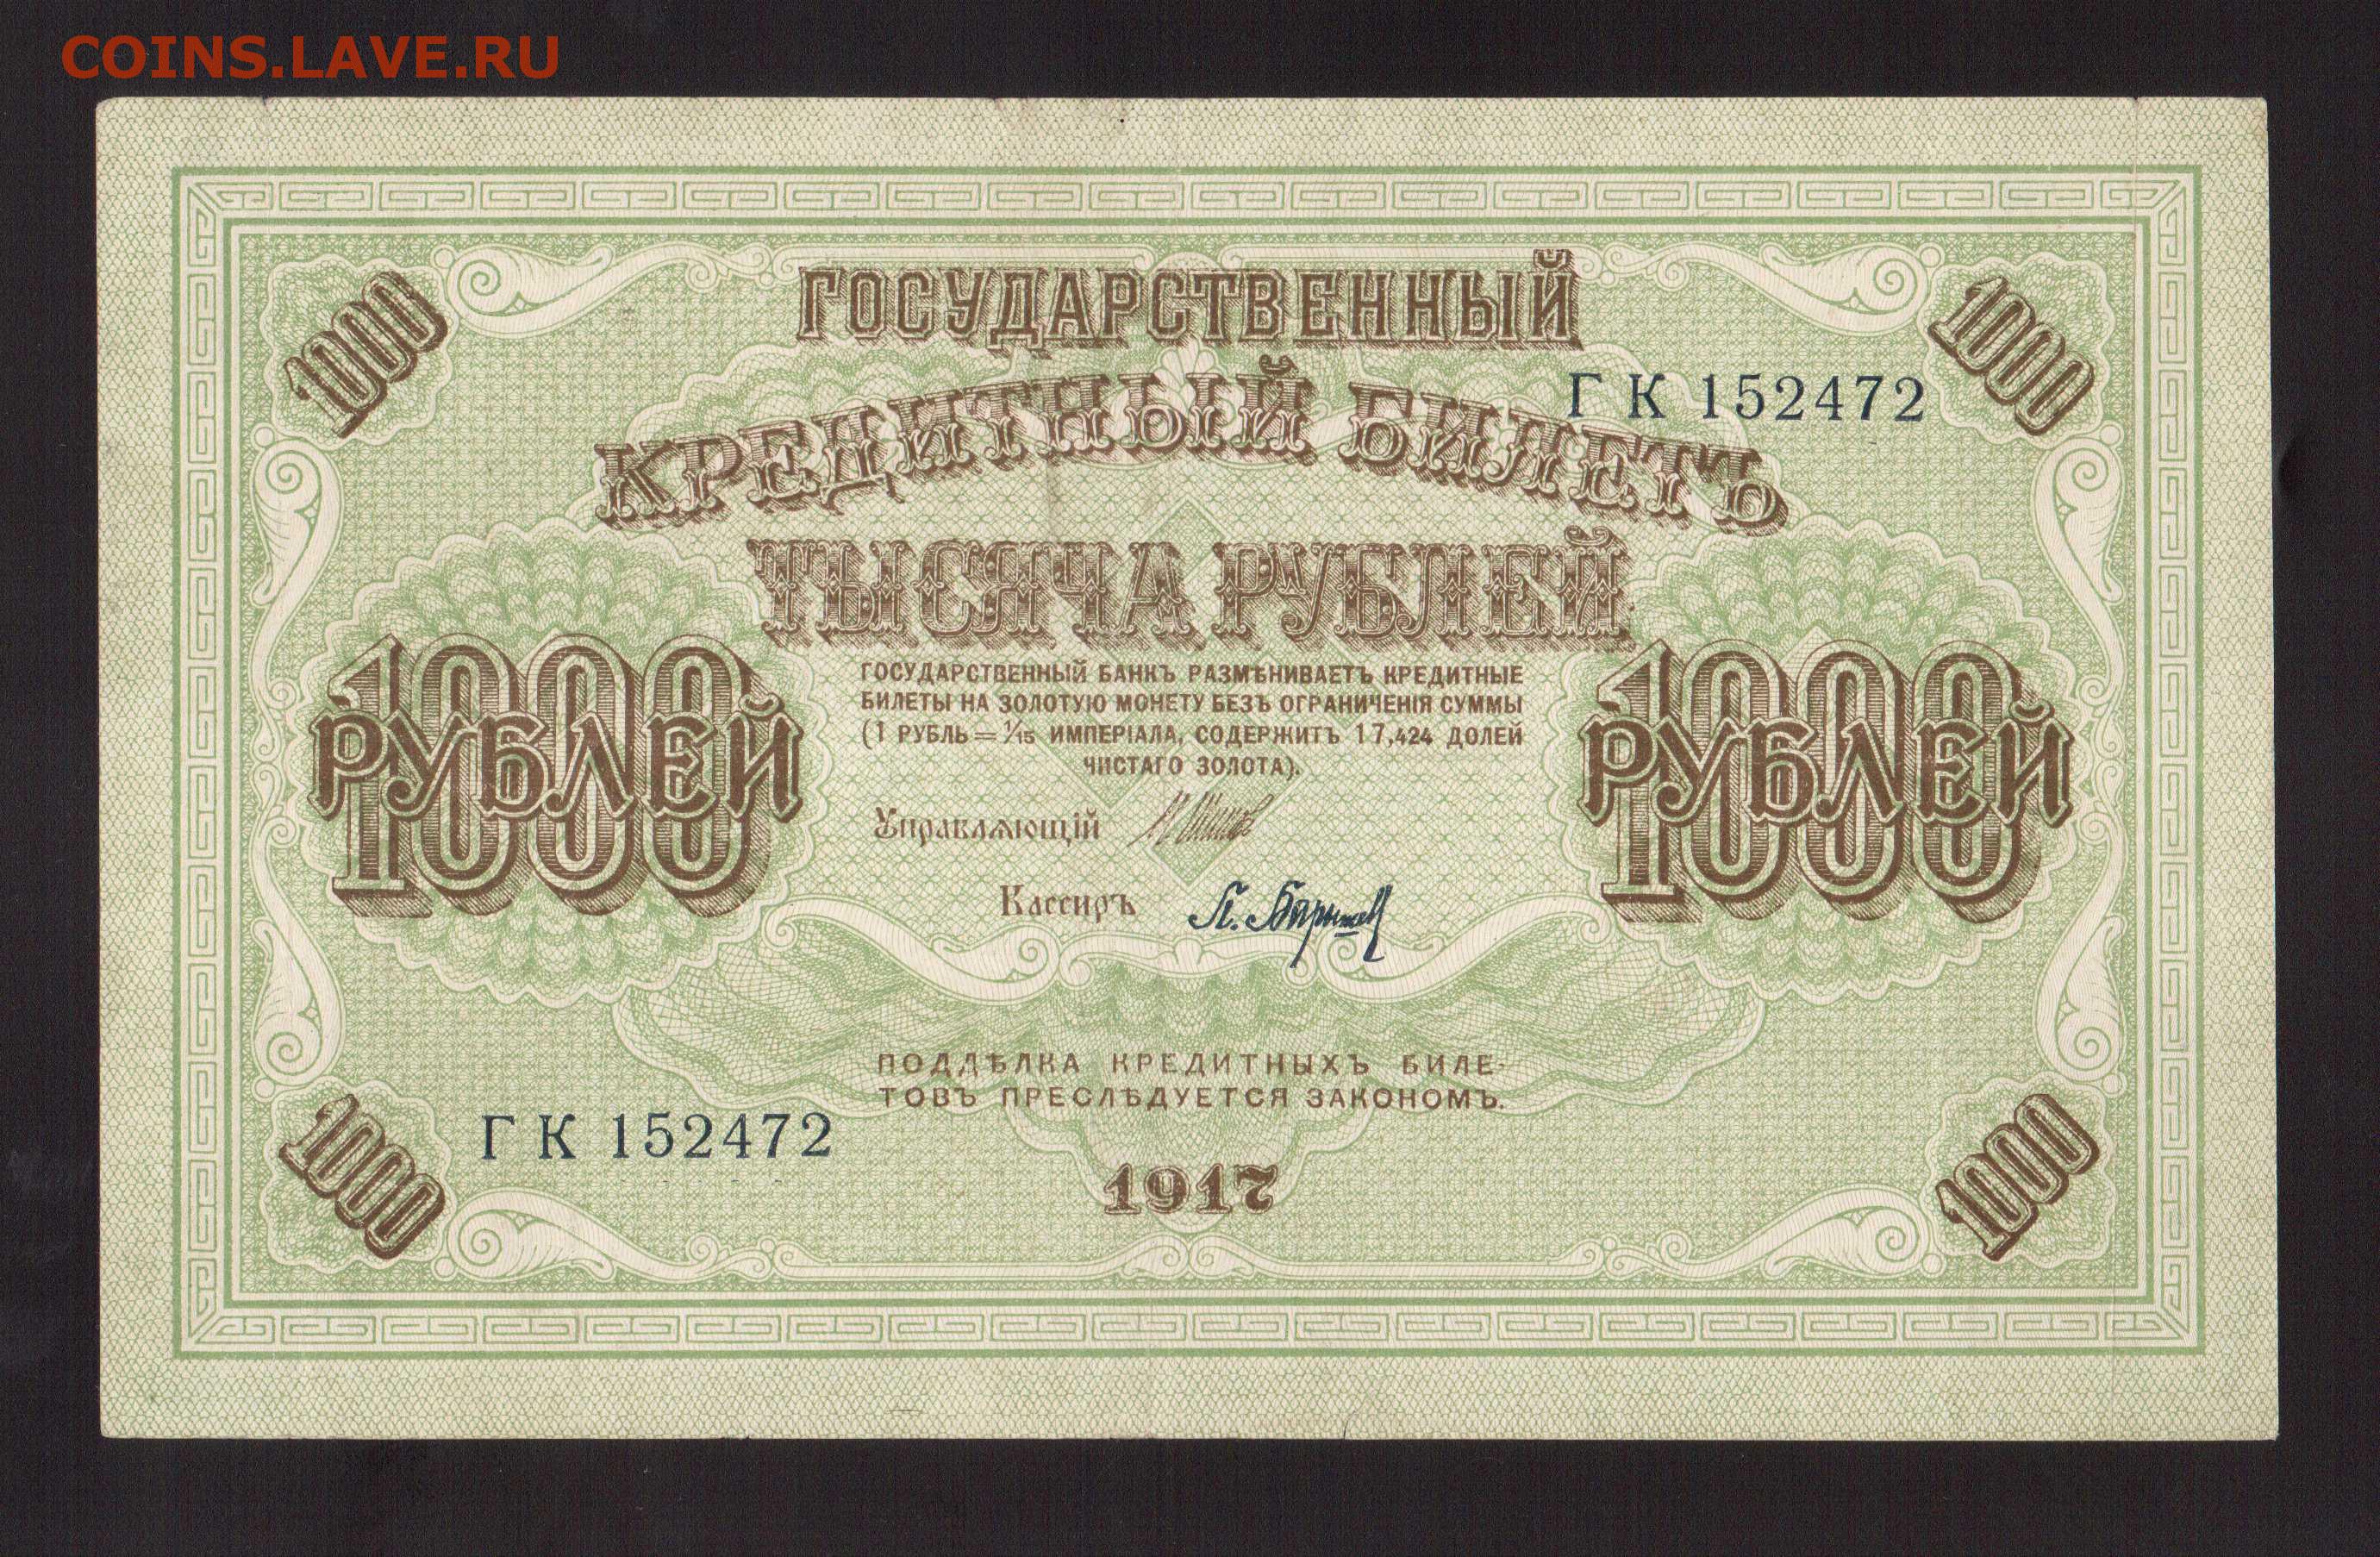 COINS.LAVE.RU
1000
ГОСУДАРСТВЕННЫЙ
1000
ГК 152472
КРЕДИТНЫЙ БИЛЕТЪ
ТЫСЯЧА РУБЛЕЙ
1000
РУБЛЕЙ
ГОСУДАРСТВЕННЫЙ БАНКЪ РАЗМѢНИВАЕТЪ КРЕДИТНЫЕ
БИЛЕТЫ НА ЗОЛОТУЮ МОНЕТУ БЕЗЪ ОГРАНИЧЕНІЯ СУММЫ
(1 РУБЛЬ = 1/15 ИМПЕРІАЛА, СОДЕРЖИТЪ 17,424 ДОЛЕЙ
ЧИСТАГО ЗОЛОТА).
1000
РУБЛЕЙ
Управляющій
Кассиръ
ПОДДѢЛКА КРЕДИТНЫХЪ БИЛЕ-
ТОВЪ ПРЕСЛѢДУЕТСЯ ЗАКОНОМЪ.
ГК 152472
1000
1917
1000